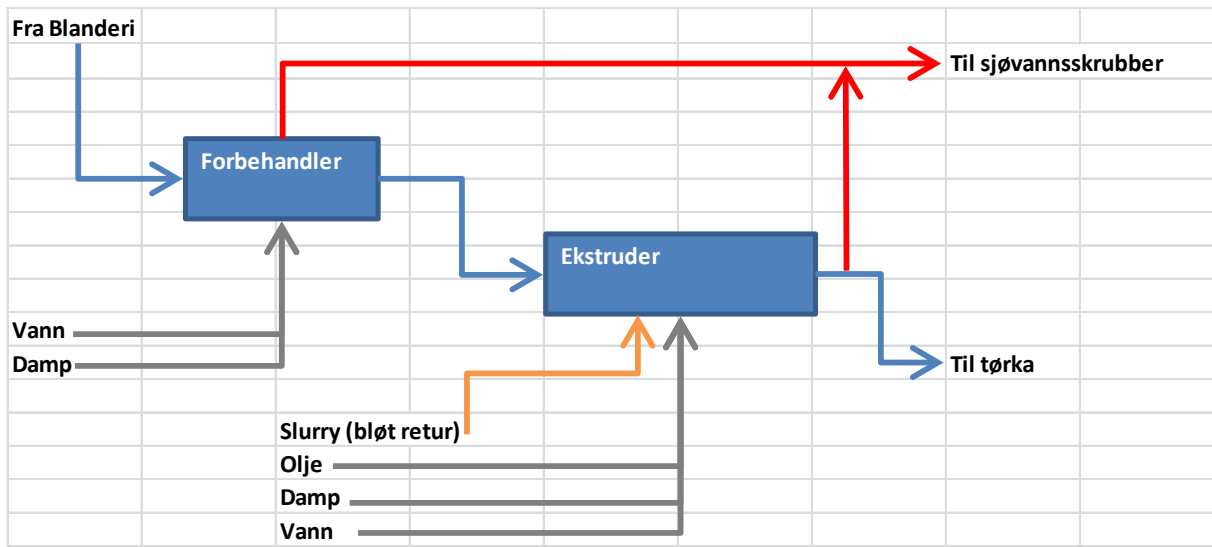 Fra Blanderi
Til sjøvannsskrubber
Forbehandler
Ekstruder
Vann
Damp
Til tørka
Slurry (bløt retur)
Olje
Damp
Vann